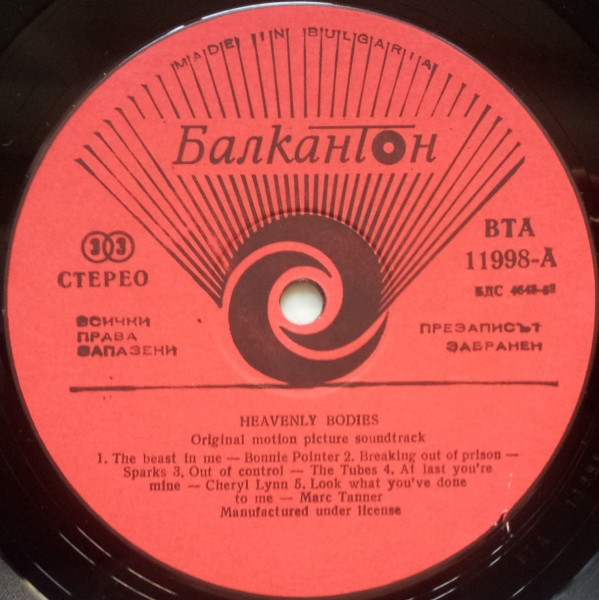 MADE IN BULGARIA
Балкантон
33
СТЕРЕО
ВТА
11998-А
БДС
ВСИЧКИ
ПРАВА
ЗАПАЗЕНИ
ПРЕЗАПИСЪТ
ЗАБРАНЕН
HEAVENLY BODIES
Original motion picture soundtrack
1. The beast in me — Bonnie Pointer 2. Breaking out of prison —
Sparks 3. Out of control — The Tubes 4. At last you're
mine — Cheryl Lynn 5. Look what you've done
to me — Marc Tanner
Manufactured under license